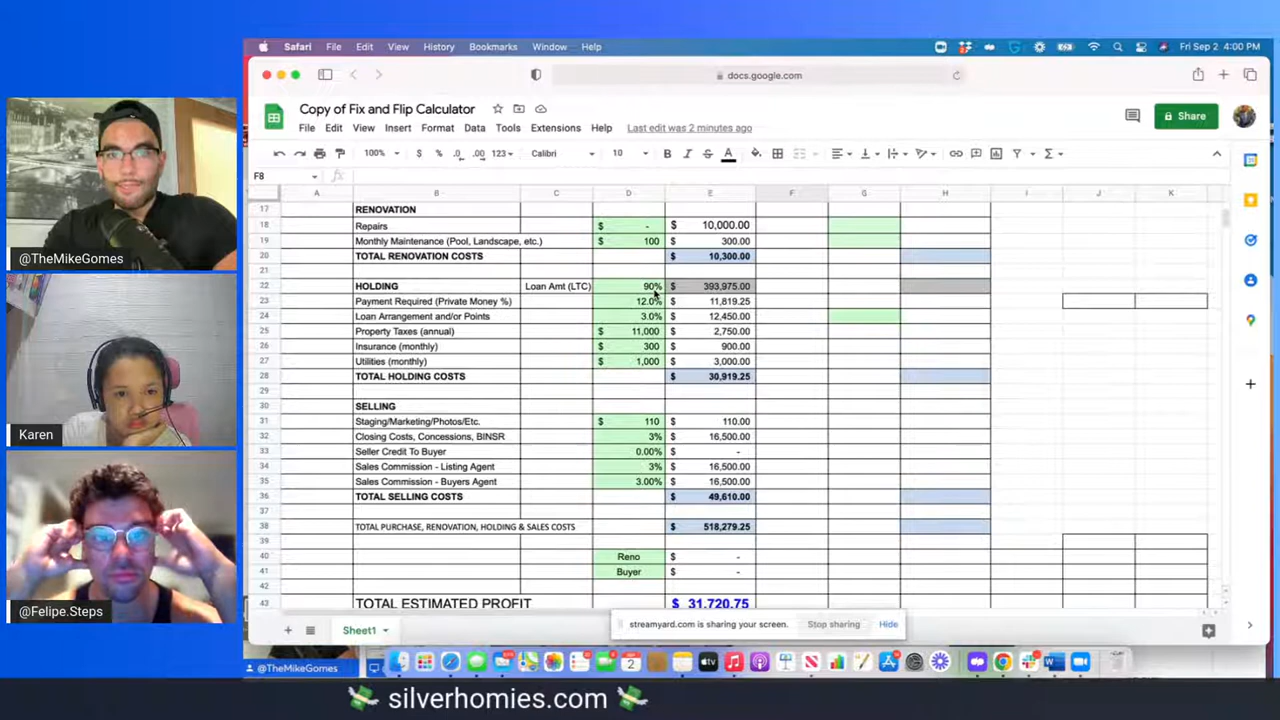 Safari File Edit View History Bookmarks Window Help Fri Sep 2 4:00 PM
docs.google.com
Copy of Fix and Flip Calculator
File Edit View Insert Format Data Tools Extensions Help Last edit was 2 minutes ago
Share
100% $ % .0 .00 123 Calibri 10 B I S A
F8 fx
A B C D E F G H I J K
17 RENOVATION
18 Repairs $ - $ 10,000.00
19 Monthly Maintenance (Pool, Landscape, etc.) $ 100 $ 300.00
20 TOTAL RENOVATION COSTS $ 10,300.00
21
22 HOLDING Loan Amt (LTC) 90% $ 393,975.00
23 Payment Required (Private Money %) 12.0% $ 11,819.25
24 Loan Arrangement and/or Points 3.0% $ 12,450.00
25 Property Taxes (annual) $ 11,000 $ 2,750.00
26 Insurance (monthly) $ 300 $ 900.00
27 Utilities (monthly) $ 1,000 $ 3,000.00
28 TOTAL HOLDING COSTS $ 30,919.25
29
30 SELLING
31 Staging/Marketing/Photos/Etc. $ 110 $ 110.00
32 Closing Costs, Concessions, BINSR 3% $ 16,500.00
33 Seller Credit To Buyer 0.00% $ -
34 Sales Commission - Listing Agent 3% $ 16,500.00
35 Sales Commission - Buyers Agent 3.00% $ 16,500.00
36 TOTAL SELLING COSTS $ 49,610.00
37
38 TOTAL PURCHASE, RENOVATION, HOLDING & SALES COSTS $ 518,279.25
39
40 Reno $ -
41 Buyer $ -
42
43 TOTAL ESTIMATED PROFIT $ 31,720.75
streamyard.com is sharing your screen. Stop sharing Hide
Sheet1
@TheMikeGomes
Karen
@Felipe.Steps
@TheMikeGomes
silverhomies.com